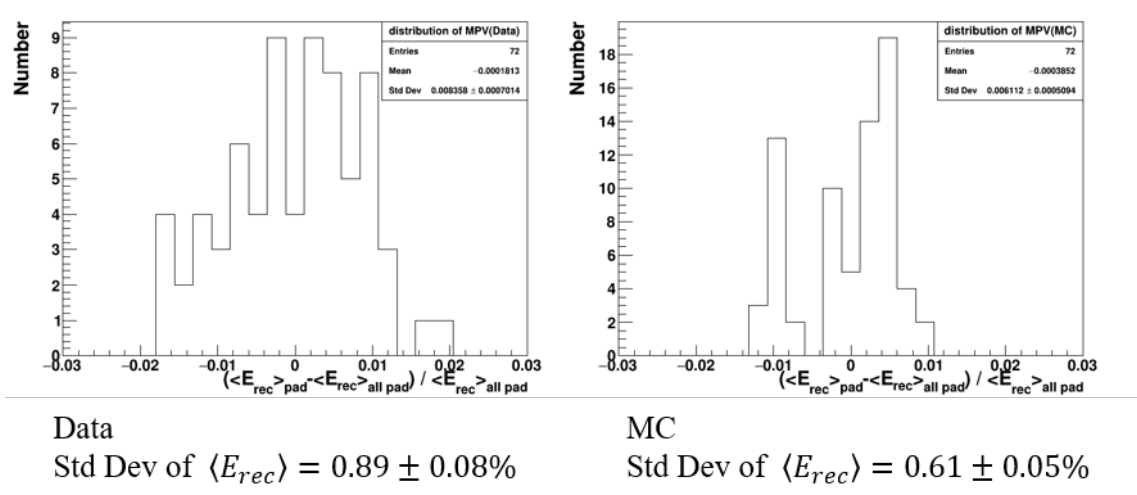 distribution of MPV(Data)
Entries 72
Mean −0.0001813
Std Dev 0.008358 ± 0.0007014
Number
9
8
7
6
5
4
3
2
1
0
−0.03 −0.02 −0.01 0 0.01 0.02 0.03
(<E_rec>_pad-<E_rec>_all pad) / <E_rec>_all pad
distribution of MPV(MC)
Entries 72
Mean −0.0003852
Std Dev 0.006112 ± 0.0005094
Number
18
16
14
12
10
8
6
4
2
0
−0.03 −0.02 −0.01 0 0.01 0.02 0.03
(<E_rec>_pad-<E_rec>_all pad) / <E_rec>_all pad
Data
Std Dev of ⟨E_rec⟩ = 0.89 ± 0.08%
MC
Std Dev of ⟨E_rec⟩ = 0.61 ± 0.05%